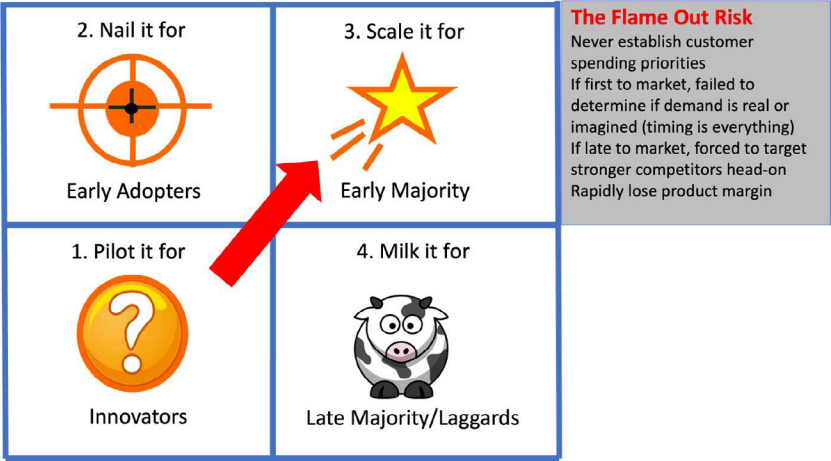 2. Nail it for
Early Adopters
3. Scale it for
Early Majority
1. Pilot it for
?
Innovators
4. Milk it for
Late Majority/Laggards
The Flame Out Risk
Never establish customer
spending priorities
If first to market, failed to
determine if demand is real or
imagined (timing is everything)
If late to market, forced to target
stronger competitors head-on
Rapidly lose product margin